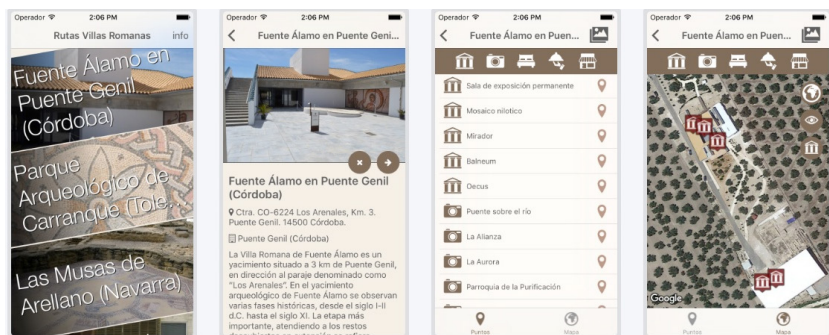 Operador 2:06 PM
Rutas Villas Romanas info
Fuente Álamo en
Puente Genil
(Córdoba)
Parque
Arqueológico de
Carranque (Tole...
Las Musas de
Arellano (Navarra)
Operador 2:06 PM
Fuente Álamo en Puente Geni...
Fuente Álamo en Puente Genil
(Córdoba)
Ctra. CO-6224 Los Arenales, Km. 3.
Puente Genil. 14500 Córdoba.
Puente Genil (Córdoba)
La Villa Romana de Fuente Álamo es un
yacimiento situado a 3 km de Puente Genil,
en dirección al paraje denominado como
"Los Arenales". En el yacimiento
arqueológico de Fuente Álamo se observan
varias fases históricas, desde el siglo I-II
d.C. hasta el siglo XI. La etapa más
importante, atendiendo a los restos
Operador 2:06 PM
Fuente Álamo en Puen...
Sala de exposición permanente
Mosaico nilotico
Mirador
Balneum
Oecus
Puente sobre el río
La Alianza
La Aurora
Parroquia de la Purificación
Puntos Mapa
Operador 2:06 PM
Fuente Álamo en Puen...
Google
Puntos Mapa